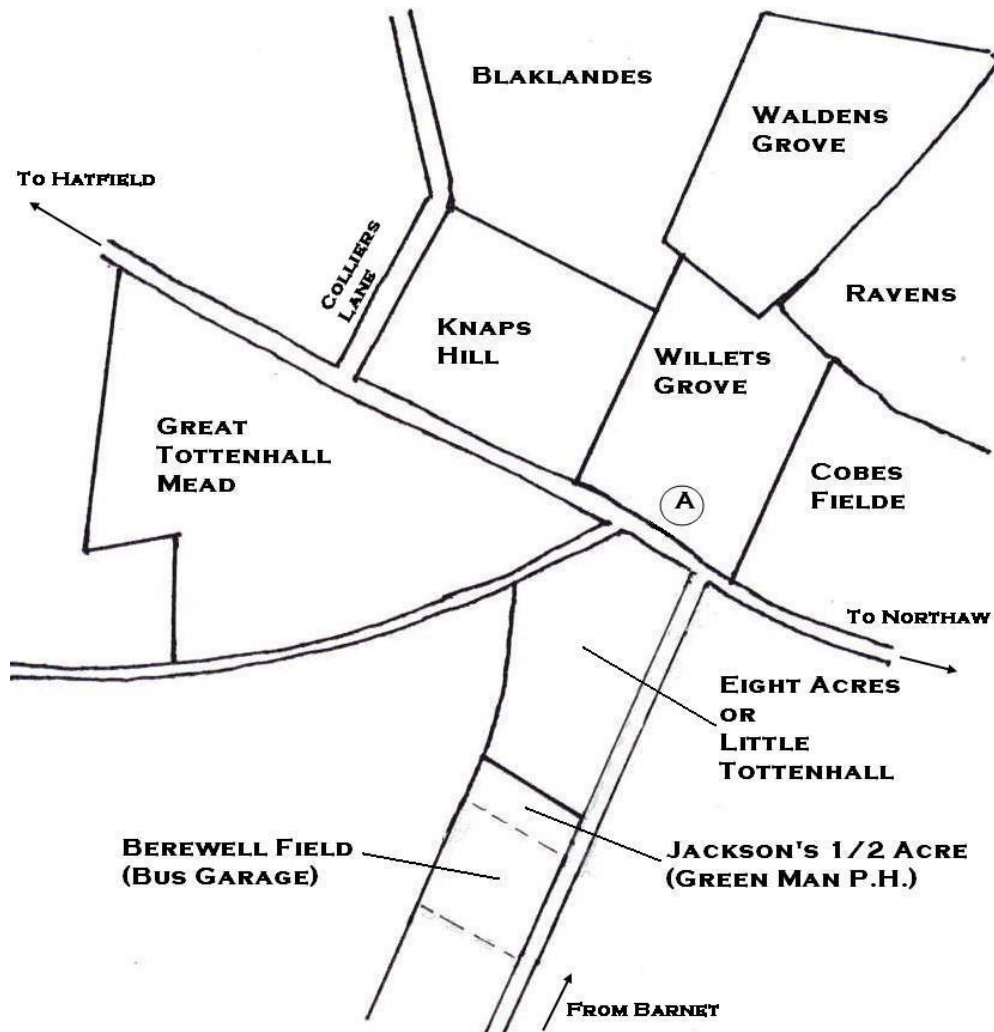 Blaklandes
Waldens
Grove
To Hatfield
Colliers
Lane
Ravens
Knaps
Hill
Willets
Grove
Great
Tottenhall
Mead
Cobes
Fielde
A
To Northaw
Eight Acres
or
Little
Tottenhall
Berewell Field
(Bus Garage)
Jackson's 1/2 Acre
(Green Man P.H.)
From Barnet